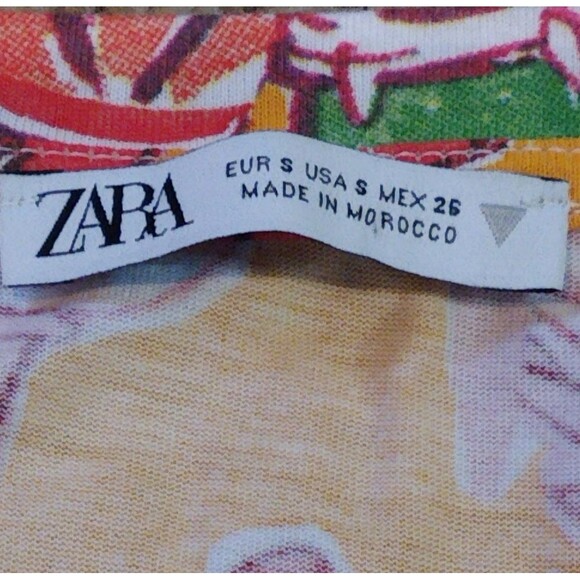 ZARA
EUR S USA S MEX 26
MADE IN MOROCCO